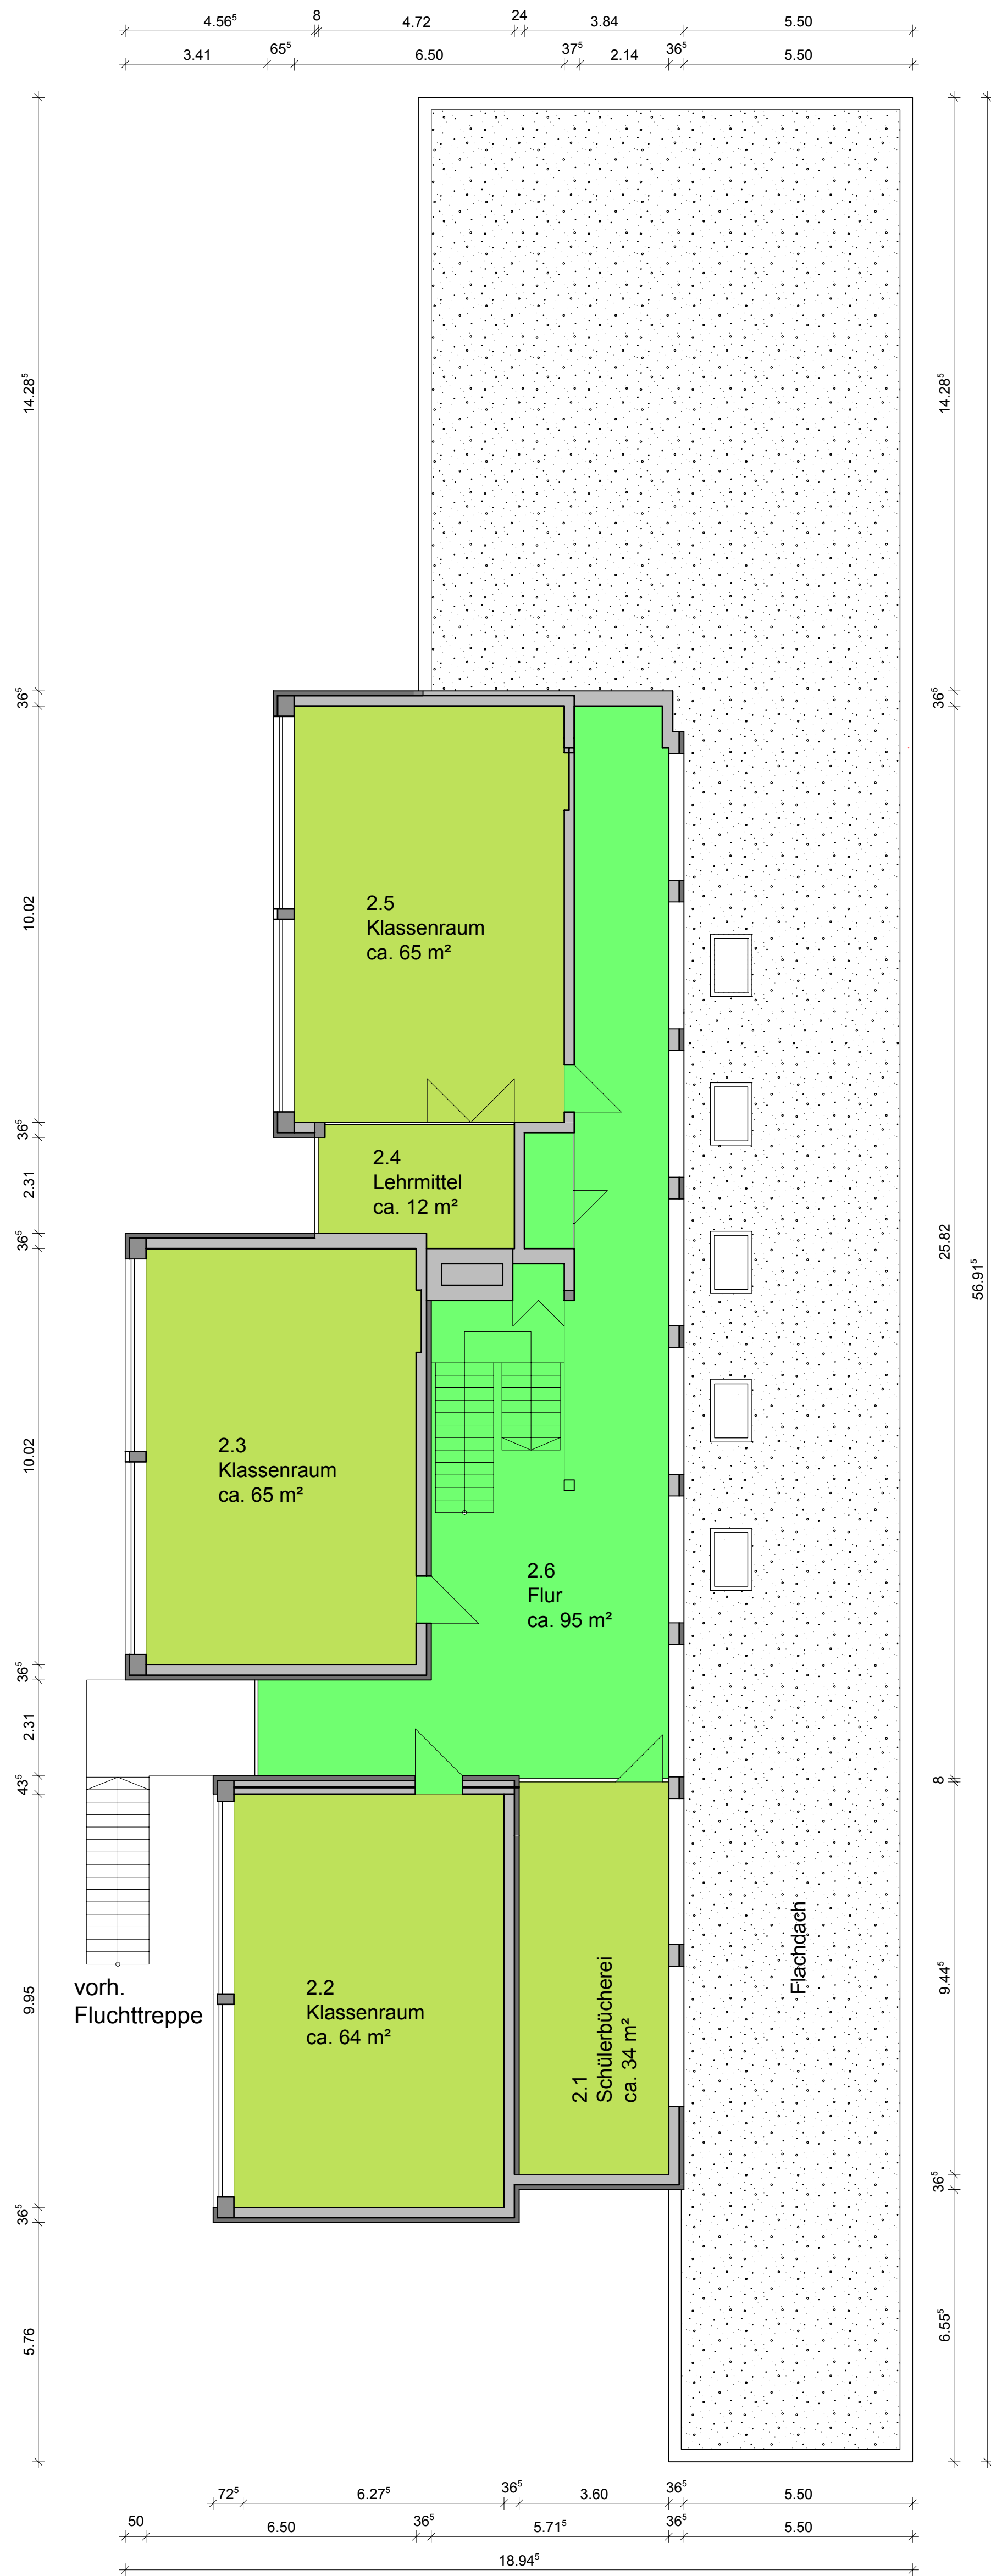 4.56⁵ 8 4.72 24 3.84 5.50
3.41 65⁵ 6.50 37⁵ 2.14 36⁵ 5.50
14.28⁵
36⁵
10.02
36⁵
2.31
36⁵
10.02
36⁵
2.31
43⁵
9.95
36⁵
5.76
2.5
Klassenraum
ca. 65 m²
2.4
Lehrmittel
ca. 12 m²
2.3
Klassenraum
ca. 65 m²
2.6
Flur
ca. 95 m²
vorh.
Fluchttreppe
2.2
Klassenraum
ca. 64 m²
2.1
Schülerbücherei
ca. 34 m²
Flachdach
14.28⁵
36⁵
25.82
8
9.44⁵
36⁵
6.55⁵
56.91⁵
72⁵ 6.27⁵ 36⁵ 3.60 36⁵ 5.50
50 6.50 36⁵ 5.71⁵ 36⁵ 5.50
18.94⁵